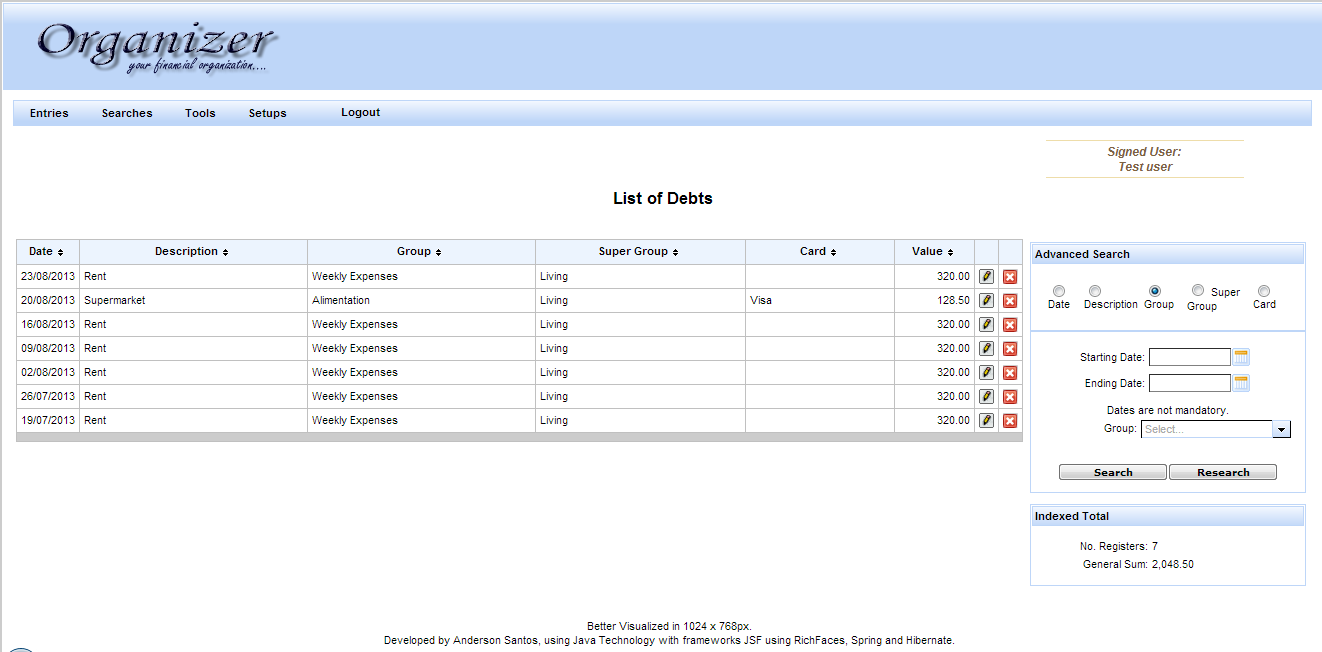 Organizer
your financial organization....
Entries Searches Tools Setups Logout
Signed User:
Test user
List of Debts
Date Description Group Super Group Card Value
23/08/2013 Rent Weekly Expenses Living 320.00
20/08/2013 Supermarket Alimentation Living Visa 128.50
16/08/2013 Rent Weekly Expenses Living 320.00
09/08/2013 Rent Weekly Expenses Living 320.00
02/08/2013 Rent Weekly Expenses Living 320.00
26/07/2013 Rent Weekly Expenses Living 320.00
19/07/2013 Rent Weekly Expenses Living 320.00
Advanced Search
Date Description Group Super Group Card
Starting Date:
Ending Date:
Dates are not mandatory.
Group: Select...
Search Research
Indexed Total
No. Registers: 7
General Sum: 2,048.50
Better Visualized in 1024 x 768px.
Developed by Anderson Santos, using Java Technology with frameworks JSF using RichFaces, Spring and Hibernate.